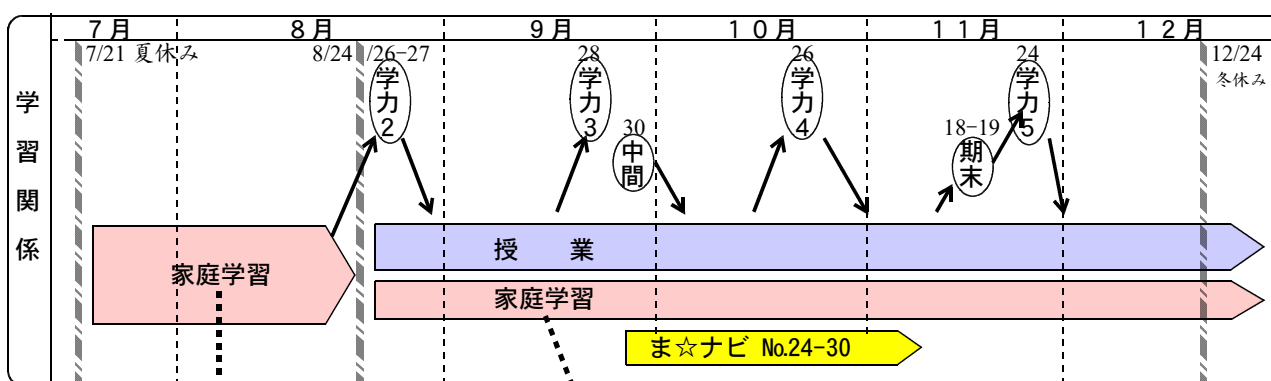 7月 8月 9月 10月 11月 12月
7/21 夏休み 8/24 /26-27 28 26 24 12/24
冬休み
学習関係
学力2
学力3
30
中間
学力4
18-19
期末
学力5
授 業
家庭学習
家庭学習
ま☆ナビ №24-30